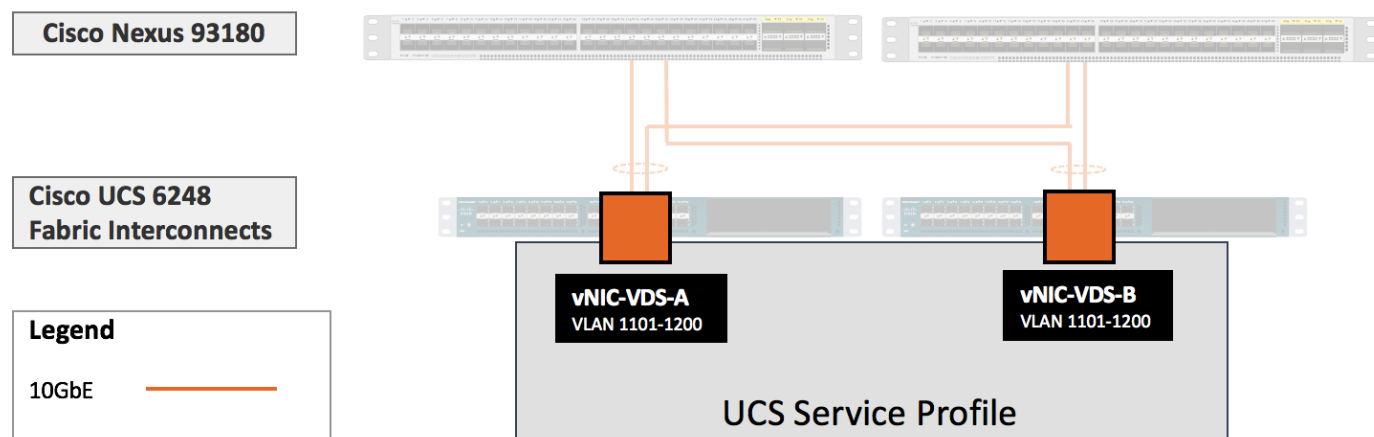 Cisco Nexus 93180
Cisco UCS 6248
Fabric Interconnects
vNIC-VDS-A
VLAN 1101-1200
vNIC-VDS-B
VLAN 1101-1200
Legend
10GbE
UCS Service Profile